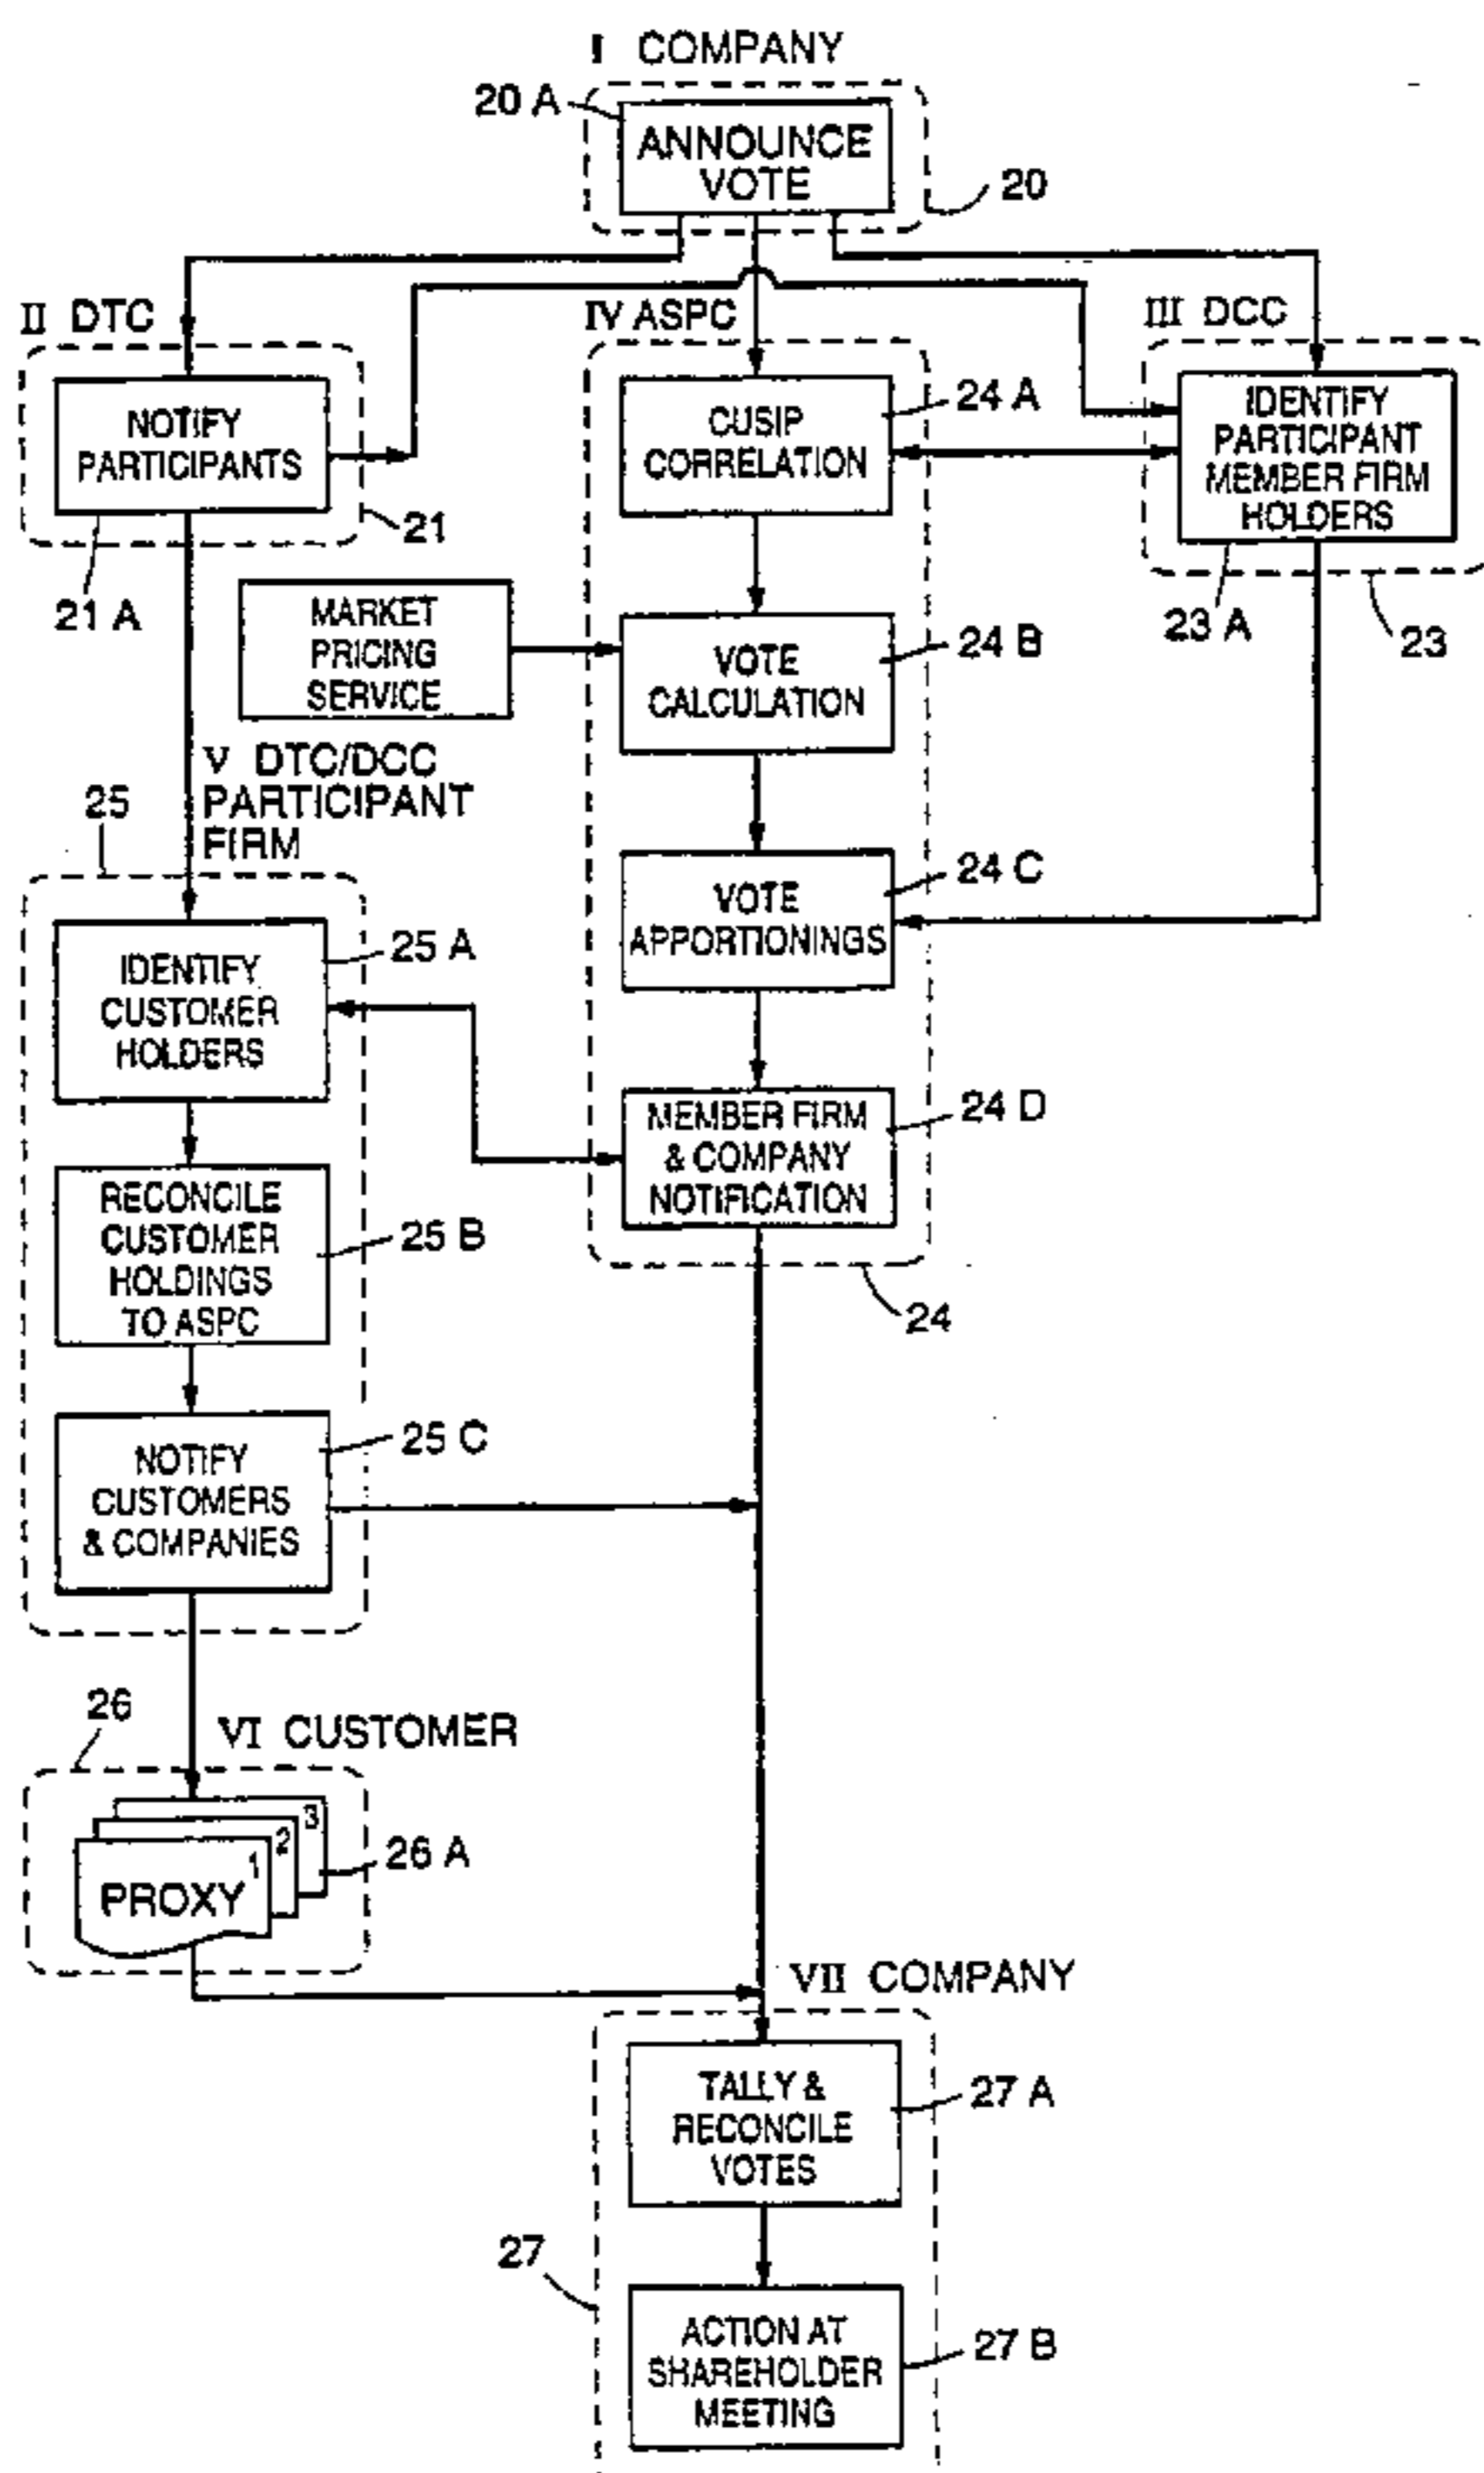 I COMPANY
20 A
ANNOUNCE
VOTE
20
II DTC
IV ASPC
III DCC
NOTIFY
PARTICIPANTS
21
21 A
CUSIP
CORRELATION
24 A
IDENTIFY
PARTICIPANT
MEMBER FIRM
HOLDERS
23 A
23
MARKET
PRICING
SERVICE
VOTE
CALCULATION
24 B
V DTC/DCC
PARTICIPANT
FIRM
25
VOTE
APPORTIONINGS
24 C
IDENTIFY
CUSTOMER
HOLDERS
25 A
MEMBER FIRM
& COMPANY
NOTIFICATION
24 D
RECONCILE
CUSTOMER
HOLDINGS
TO ASPC
25 B
24
NOTIFY
CUSTOMERS
& COMPANIES
25 C
26
VI CUSTOMER
3
2
1
PROXY
26 A
VII COMPANY
TALLY &
RECONCILE
VOTES
27 A
27
ACTION AT
SHAREHOLDER
MEETING
27 B